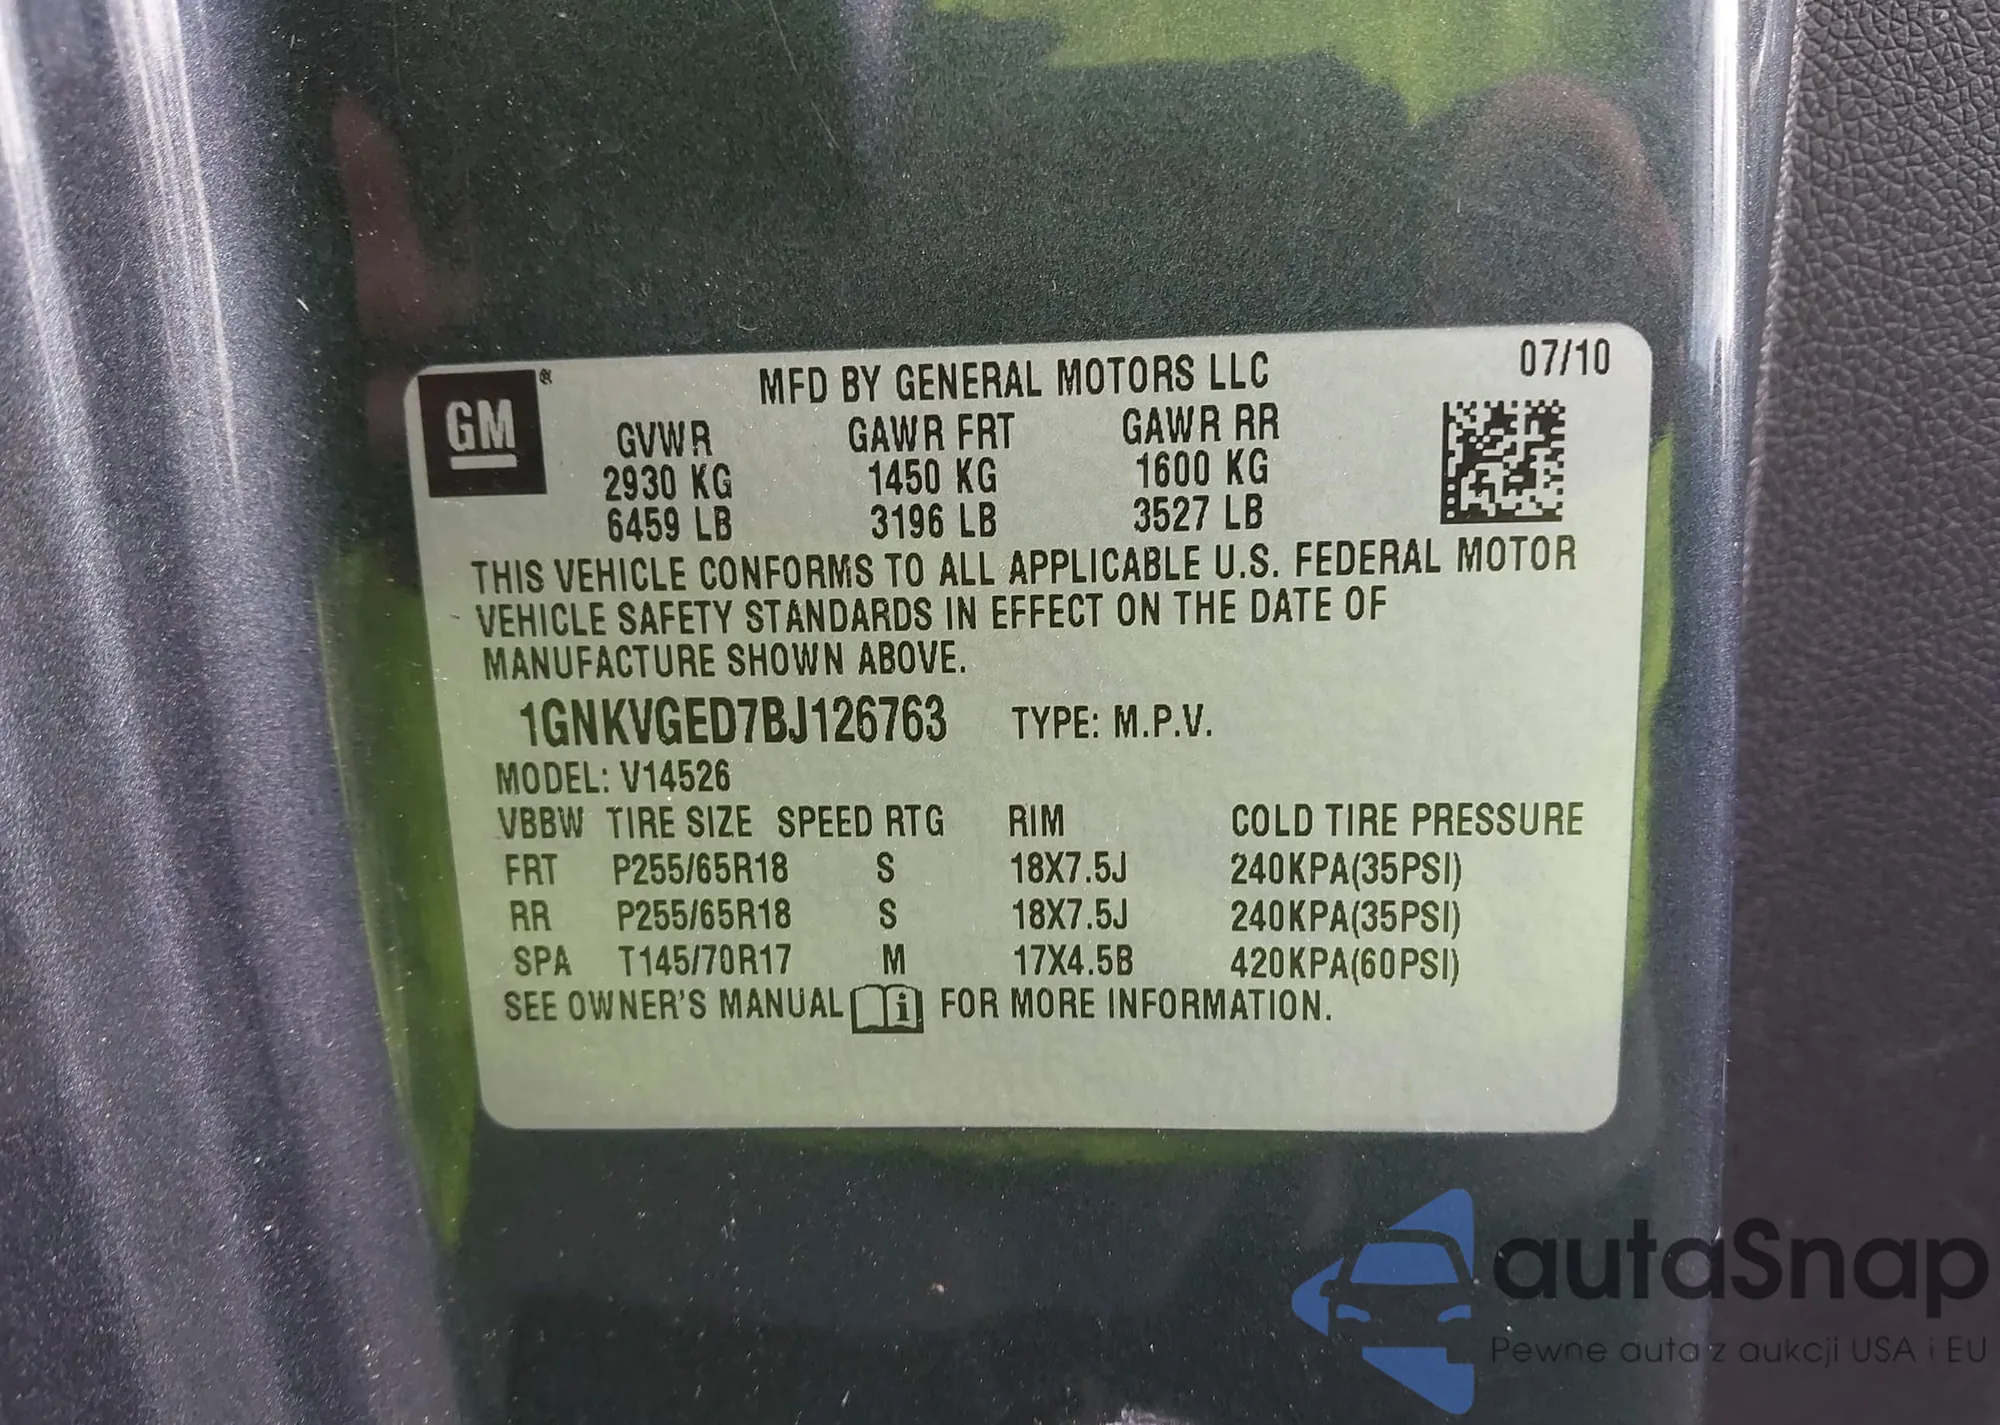 GM ®
MFD BY GENERAL MOTORS LLC 07/10
GVWR GAWR FRT GAWR RR
2930 KG 1450 KG 1600 KG
6459 LB 3196 LB 3527 LB
THIS VEHICLE CONFORMS TO ALL APPLICABLE U.S. FEDERAL MOTOR
VEHICLE SAFETY STANDARDS IN EFFECT ON THE DATE OF
MANUFACTURE SHOWN ABOVE.
1GNKVGED7BJ126763 TYPE: M.P.V.
MODEL: V14526
VBBW TIRE SIZE SPEED RTG RIM COLD TIRE PRESSURE
FRT P255/65R18 S 18X7.5J 240KPA(35PSI)
RR P255/65R18 S 18X7.5J 240KPA(35PSI)
SPA T145/70R17 M 17X4.5B 420KPA(60PSI)
SEE OWNER'S MANUAL i FOR MORE INFORMATION.
autaSnap
Pewne auta z aukcji USA i EU